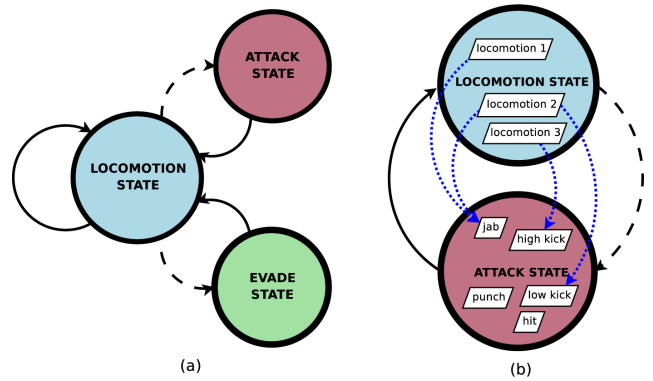 ATTACK
STATE
LOCOMOTION
STATE
EVADE
STATE
(a)
locomotion 1
LOCOMOTION STATE
locomotion 2
locomotion 3
jab
high kick
ATTACK STATE
punch
low kick
hit
(b)